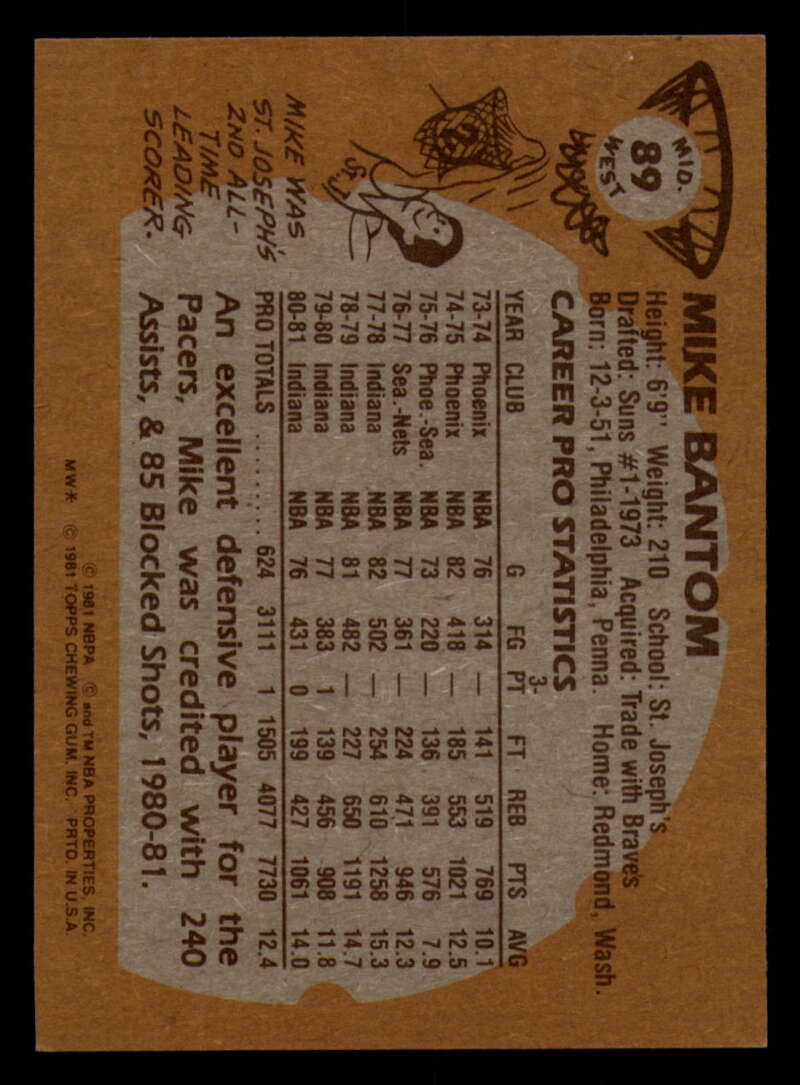 MID.
89
WEST
MIKE BANTOM
Height: 6'9" Weight: 210 School: St. Joseph's
Drafted: Suns #1-1973 Acquired: Trade with Braves
Born: 12-3-51, Philadelphia, Penna. Home: Redmond, Wash.
CAREER PRO STATISTICS
YEAR CLUB G FG 3-PT FT REB PTS AVG
73-74 Phoenix NBA 76 314 — 141 519 769 10.1
74-75 Phoenix NBA 82 418 — 185 553 1021 12.5
75-76 Phoe.-Sea. NBA 73 220 — 136 391 576 7.9
76-77 Sea.-Nets NBA 77 361 — 224 471 946 12.3
77-78 Indiana NBA 82 502 — 254 610 1258 15.3
78-79 Indiana NBA 81 482 — 227 650 1191 14.7
79-80 Indiana NBA 77 383 1 139 456 908 11.8
80-81 Indiana NBA 76 431 0 199 427 1061 14.0
PRO TOTALS .......... 624 3111 1 1505 4077 7730 12.4
An excellent defensive player for the
Pacers, Mike was credited with 240
Assists, & 85 Blocked Shots, 1980-81.
MIKE WAS
ST. JOSEPH'S
2ND ALL-
TIME
LEADING
SCORER.
© 1981 NBPA © and TM NBA PROPERTIES, INC.
MW* © 1981 TOPPS CHEWING GUM, INC. PRTD. IN U.S.A